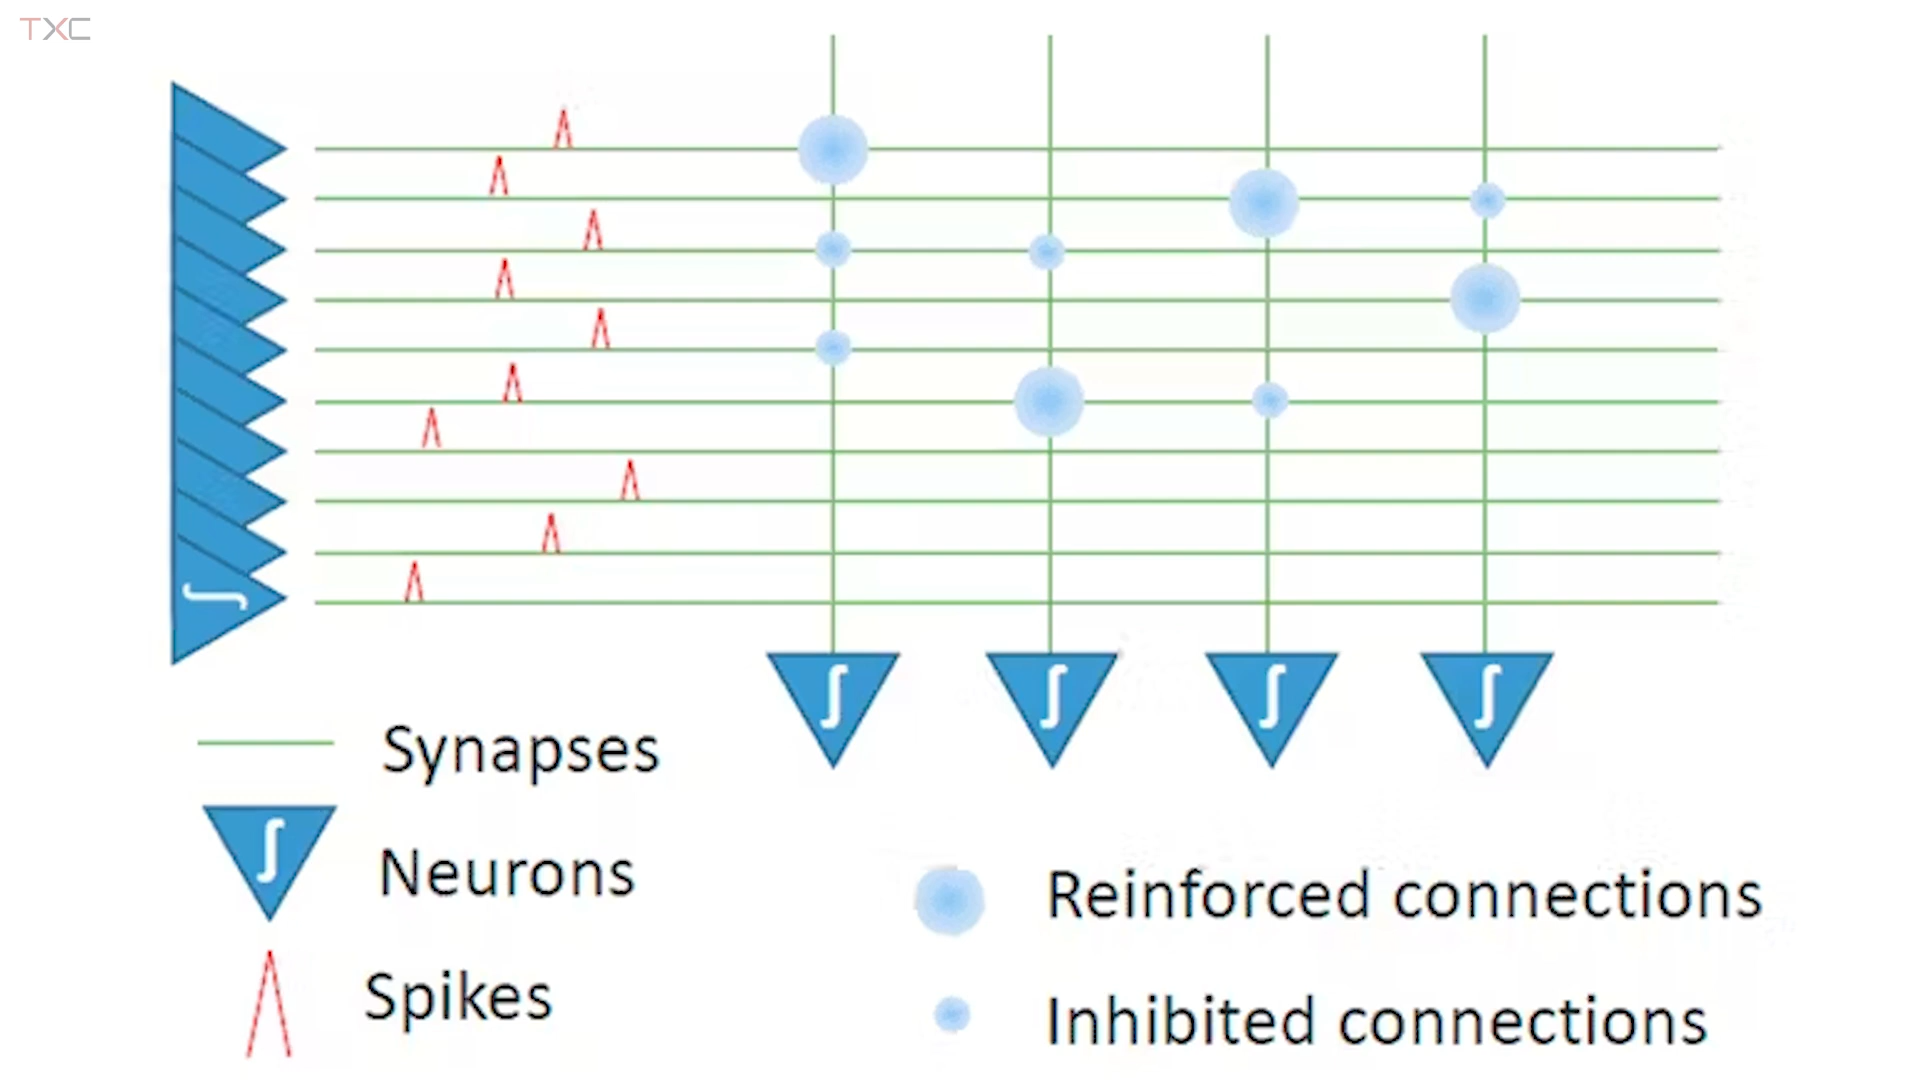 TXC
Synapses
Neurons
Spikes
Reinforced connections
Inhibited connections